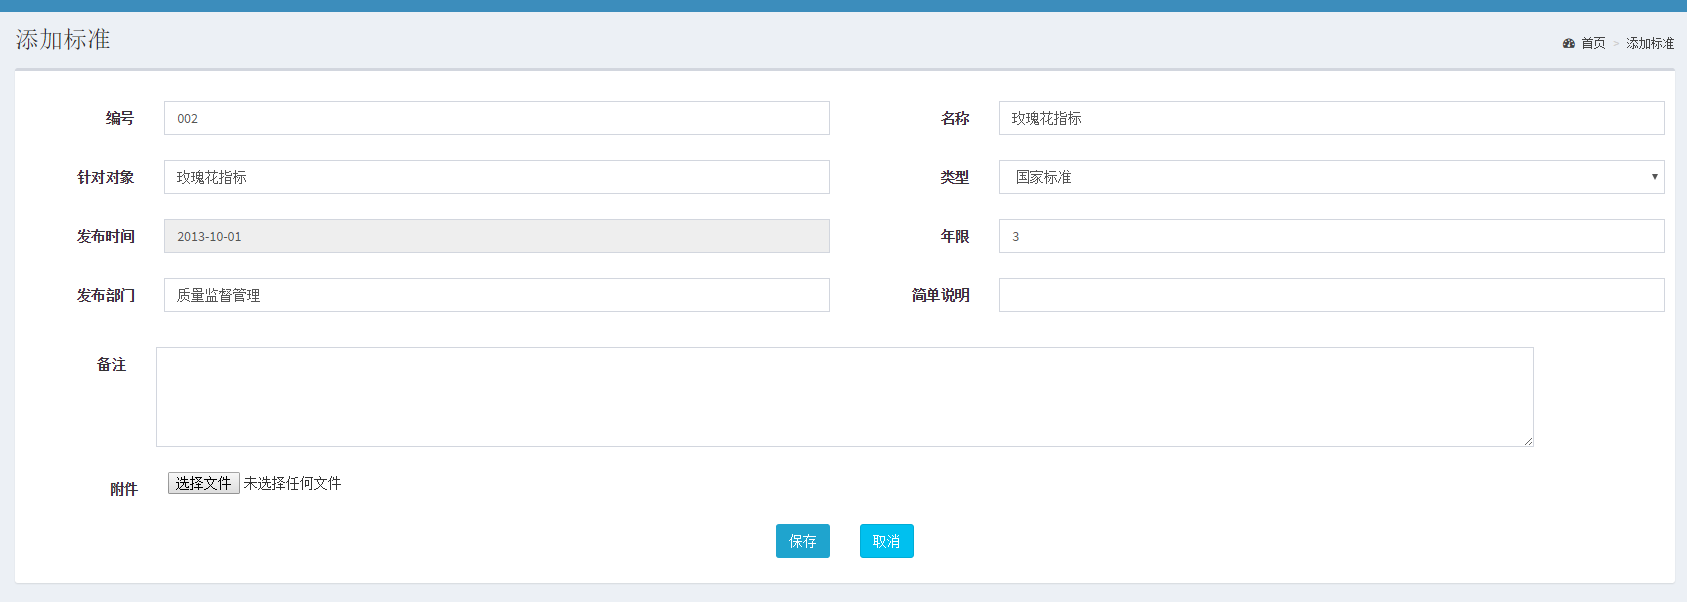 添加标准
首页 > 添加标准
编号 002 名称 玫瑰花指标
针对对象 玫瑰花指标 类型 国家标准
发布时间 2013-10-01 年限 3
发布部门 质量监督管理 简单说明
备注
附件 选择文件 未选择任何文件
保存 取消